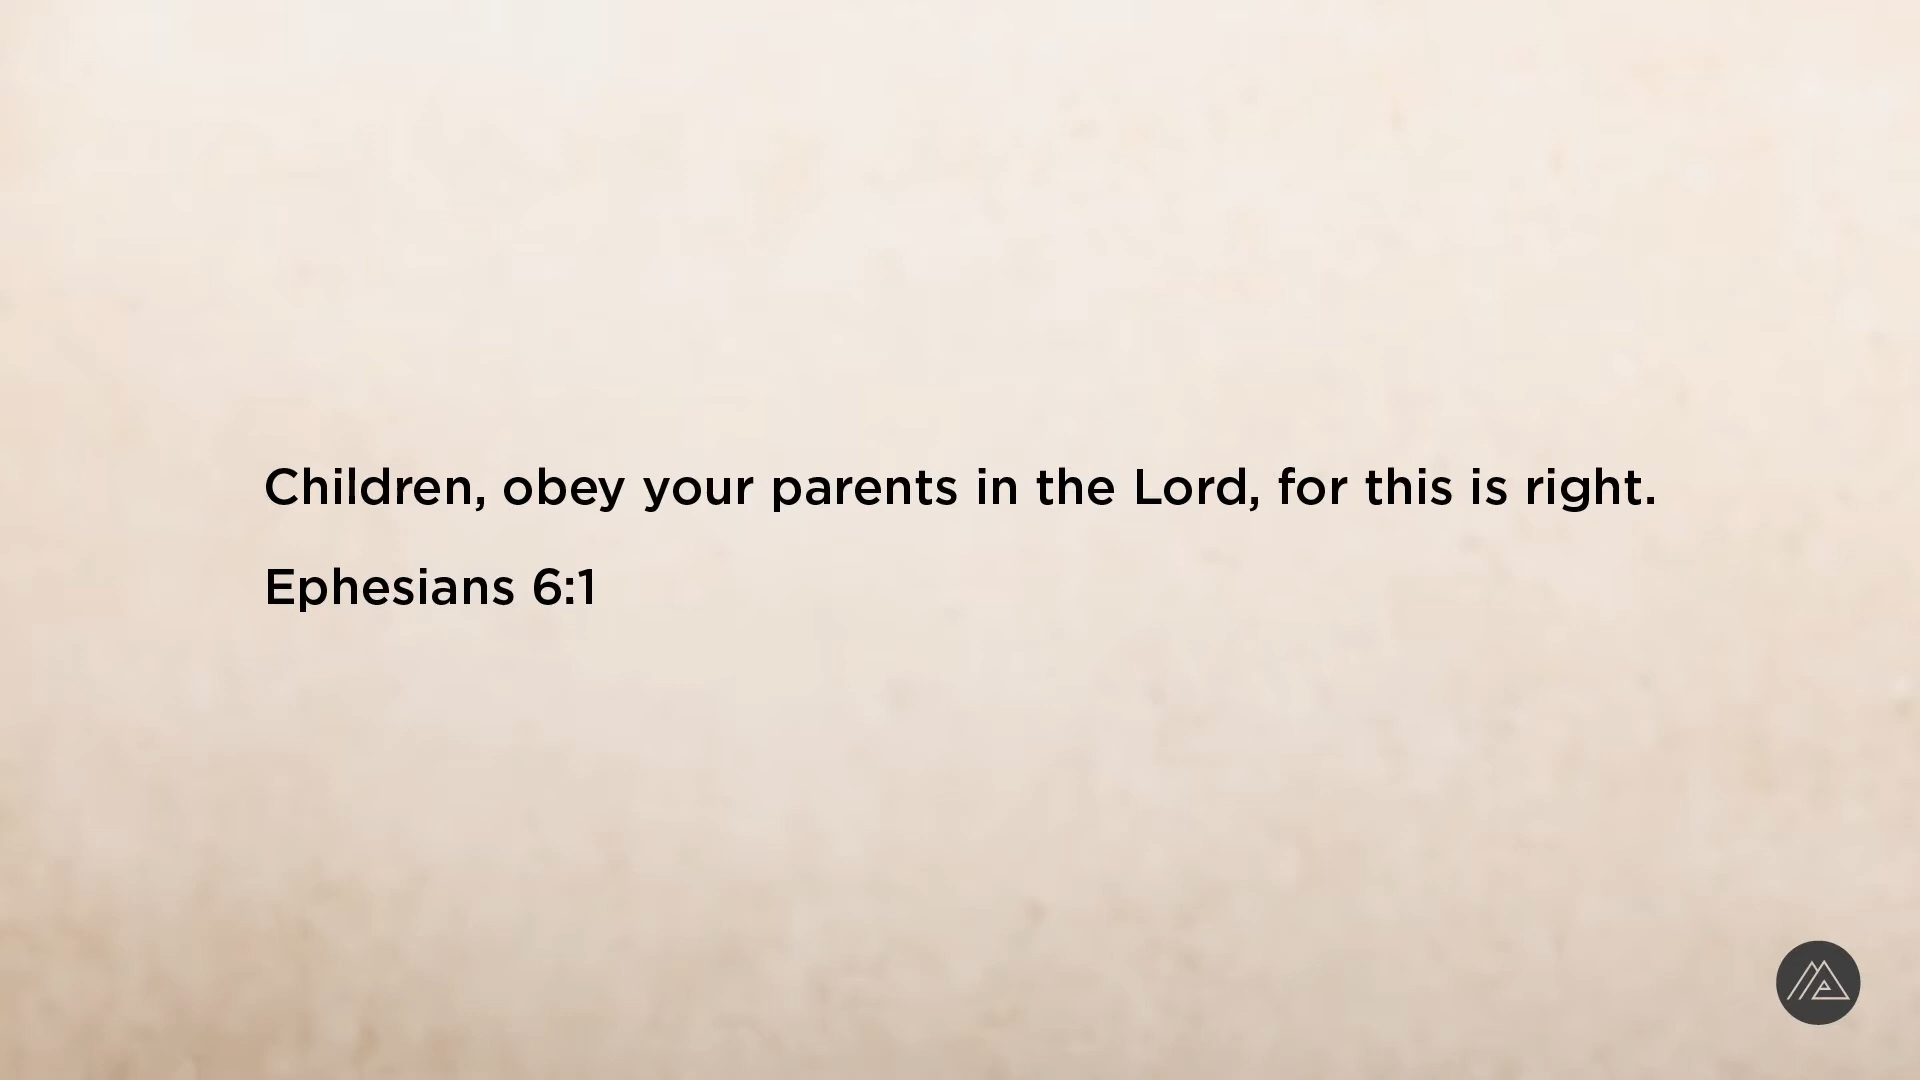 Children, obey your parents in the Lord, for this is right.
Ephesians 6:1